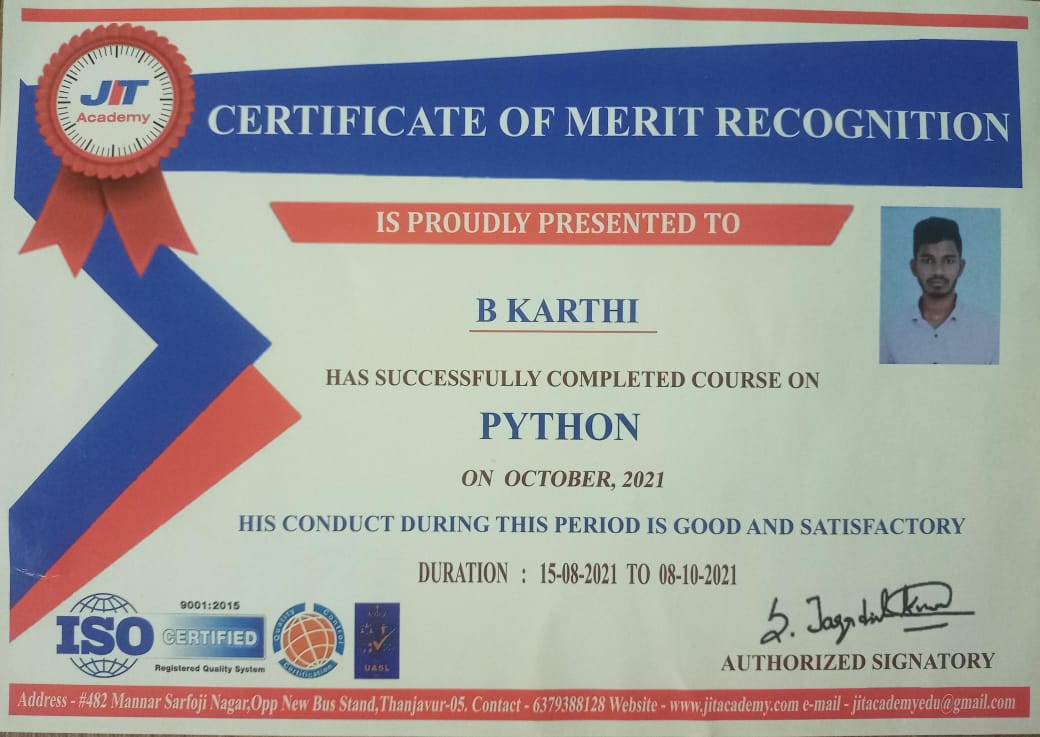 JIT
Academy
CERTIFICATE OF MERIT RECOGNITION
IS PROUDLY PRESENTED TO
B KARTHI
HAS SUCCESSFULLY COMPLETED COURSE ON
PYTHON
ON OCTOBER, 2021
HIS CONDUCT DURING THIS PERIOD IS GOOD AND SATISFACTORY
DURATION : 15-08-2021 TO 08-10-2021
9001:2015
ISO CERTIFIED
Registered Quality System
Quality Control
Certification
UASL
AUTHORIZED SIGNATORY
Address - #482 Mannar Sarfoji Nagar,Opp New Bus Stand,Thanjavur-05. Contact - 6379388128 Website - www.jitacademy.com e-mail - jitacademyedu@gmail.com